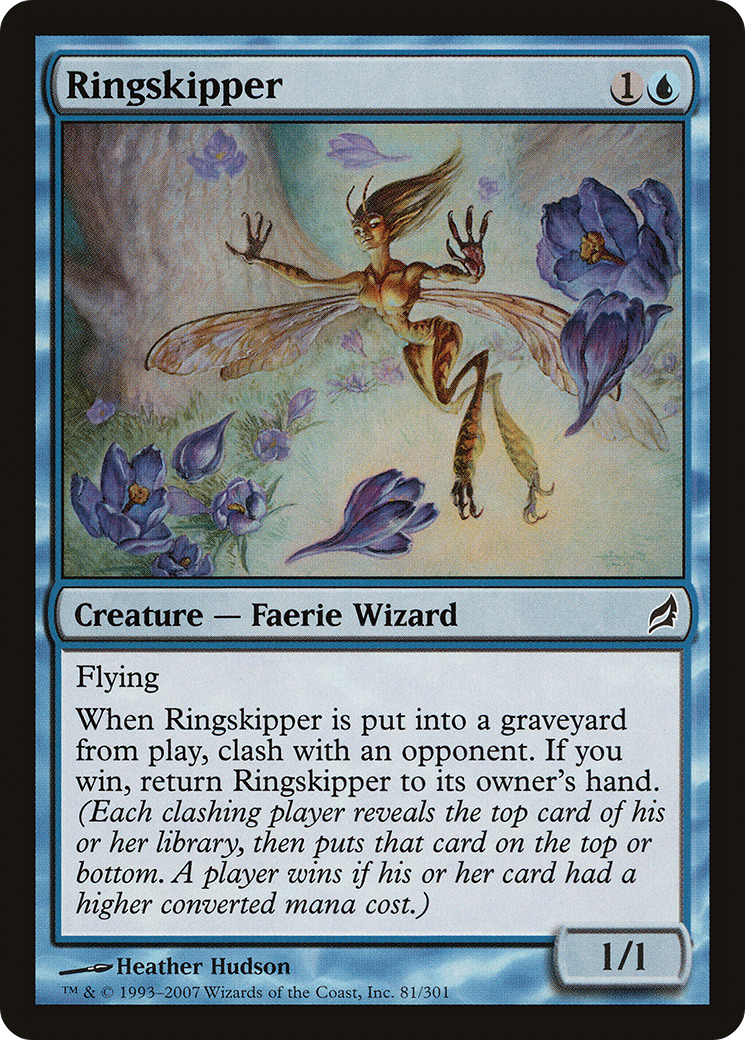 Ringskipper 1
Creature — Faerie Wizard
Flying
When Ringskipper is put into a graveyard
from play, clash with an opponent. If you
win, return Ringskipper to its owner's hand.
(Each clashing player reveals the top card of his
or her library, then puts that card on the top or
bottom. A player wins if his or her card had a
higher converted mana cost.)
1/1
Heather Hudson
™ & © 1993–2007 Wizards of the Coast, Inc. 81/301